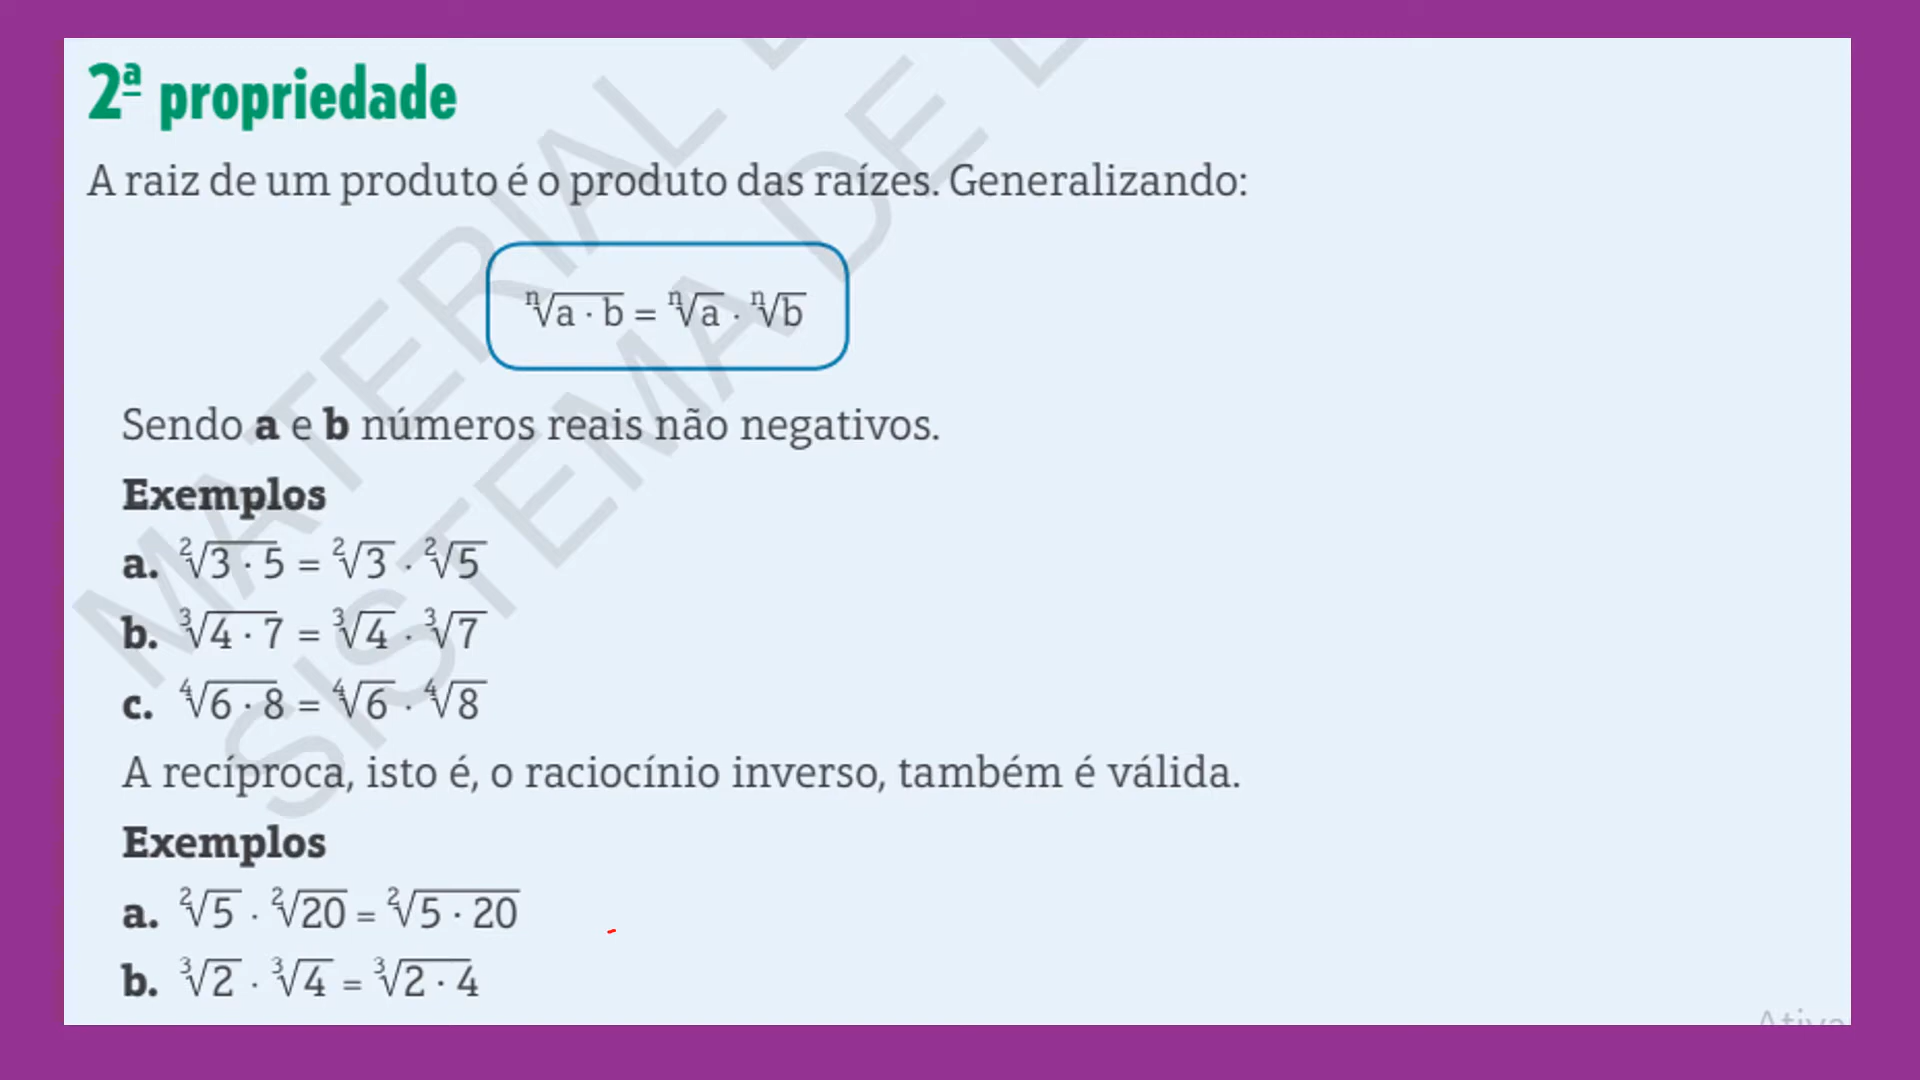 2ª propriedade
A raiz de um produto é o produto das raízes. Generalizando:
ⁿ√a · b = ⁿ√a · ⁿ√b
Sendo a e b números reais não negativos.
Exemplos
a. ²√3 · 5 = ²√3 · ²√5
b. ³√4 · 7 = ³√4 · ³√7
c. ⁴√6 · 8 = ⁴√6 · ⁴√8
A recíproca, isto é, o raciocínio inverso, também é válida.
Exemplos
a. ²√5 · ²√20 = ²√5 · 20
b. ³√2 · ³√4 = ³√2 · 4
MATERIAL
SISTEMA DE